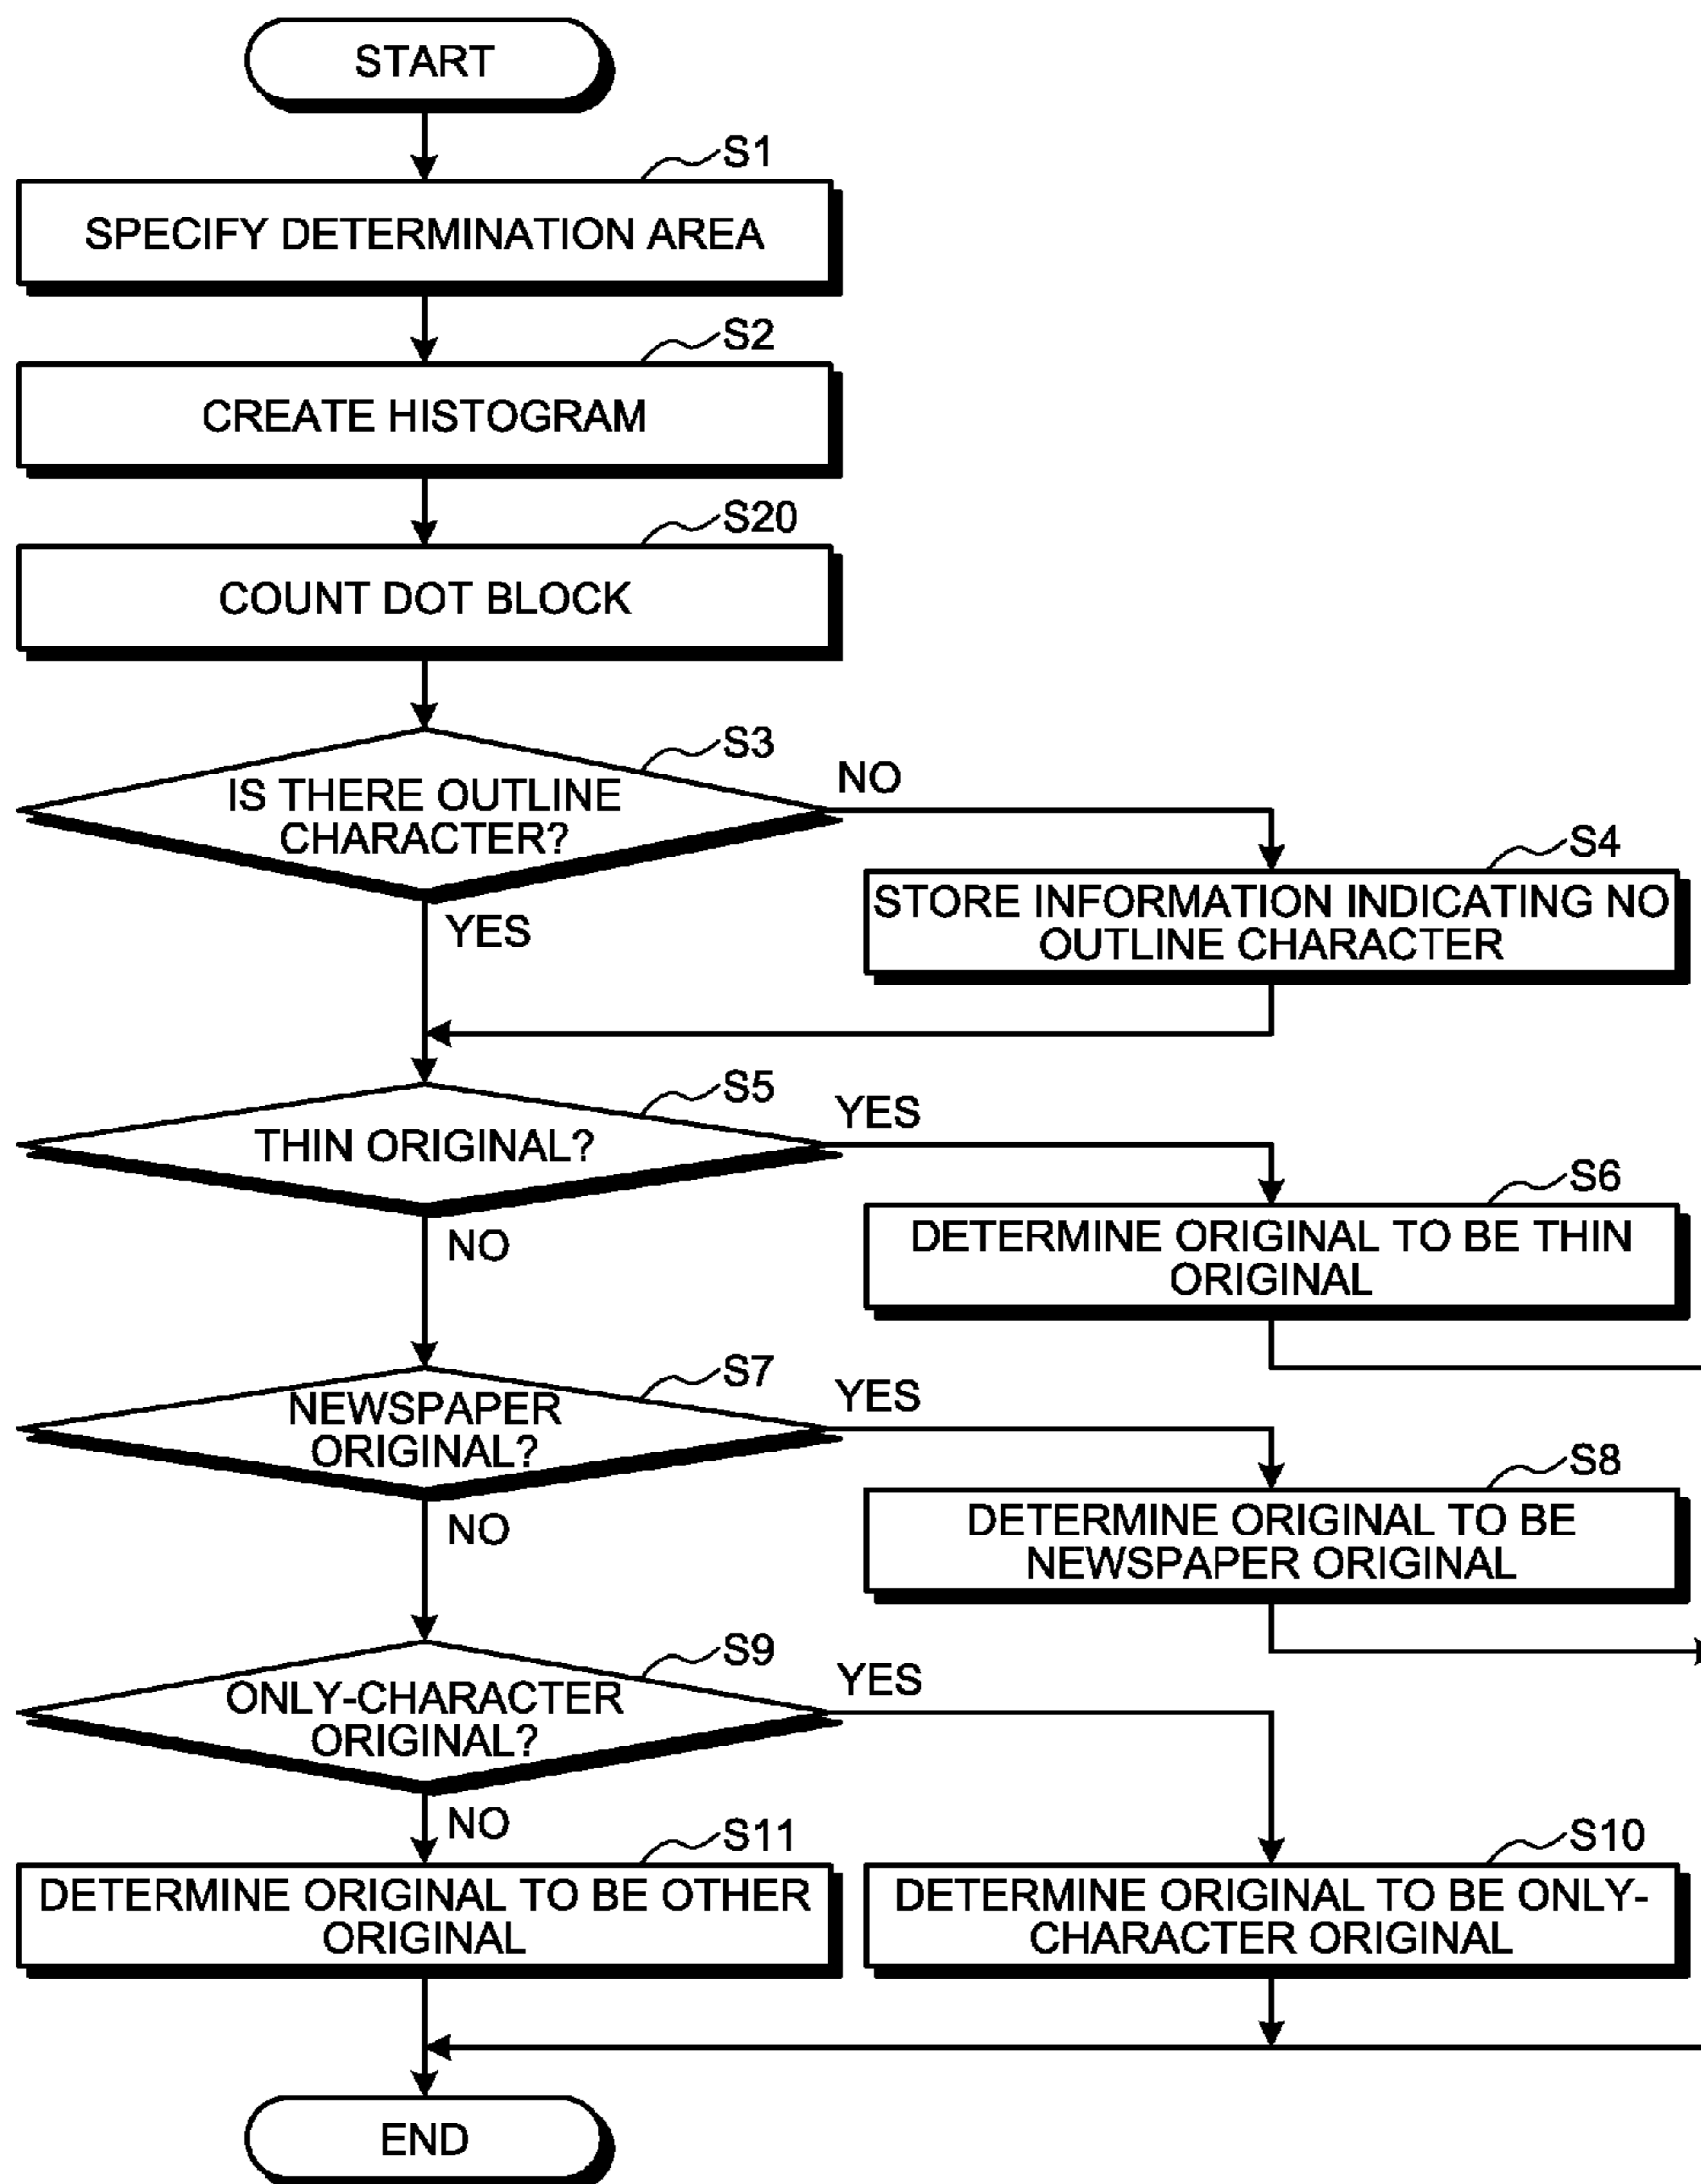 START
S1
SPECIFY DETERMINATION AREA
S2
CREATE HISTOGRAM
S20
COUNT DOT BLOCK
S3
IS THERE OUTLINE
CHARACTER?
NO
YES
S4
STORE INFORMATION INDICATING NO
OUTLINE CHARACTER
S5
THIN ORIGINAL?
YES
NO
S6
DETERMINE ORIGINAL TO BE THIN
ORIGINAL
S7
NEWSPAPER
ORIGINAL?
YES
NO
S8
DETERMINE ORIGINAL TO BE
NEWSPAPER ORIGINAL
S9
ONLY-CHARACTER
ORIGINAL?
YES
NO
S11
DETERMINE ORIGINAL TO BE OTHER
ORIGINAL
S10
DETERMINE ORIGINAL TO BE ONLY-
CHARACTER ORIGINAL
END